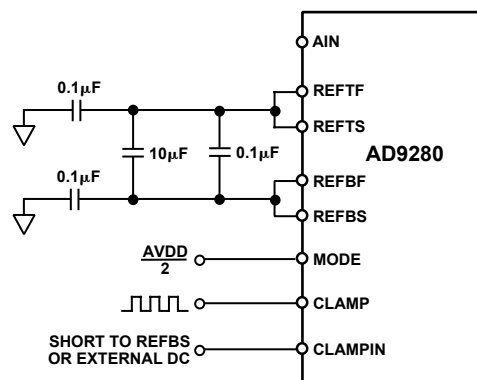 AIN
0.1µF
REFTF
REFTS
10µF
0.1µF
AD9280
0.1µF
REFBF
REFBS
AVDD
2
MODE
CLAMP
SHORT TO REFBS
OR EXTERNAL DC
CLAMPIN